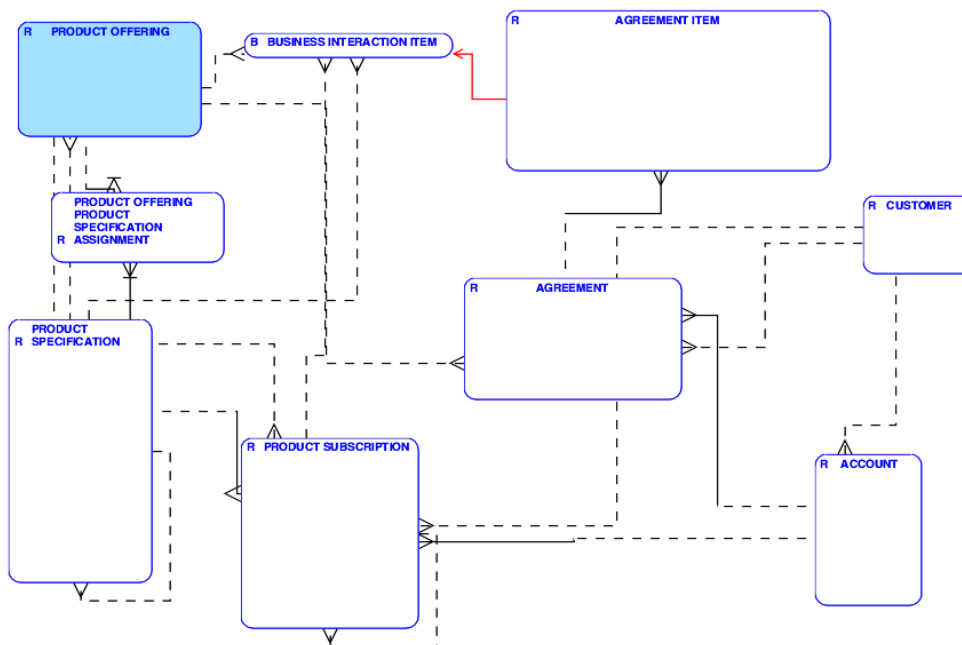 R PRODUCT OFFERING
B BUSINESS INTERACTION ITEM
R AGREEMENT ITEM
PRODUCT OFFERING
PRODUCT
SPECIFICATION
R ASSIGNMENT
R CUSTOMER
R AGREEMENT
PRODUCT
R SPECIFICATION
R PRODUCT SUBSCRIPTION
R ACCOUNT